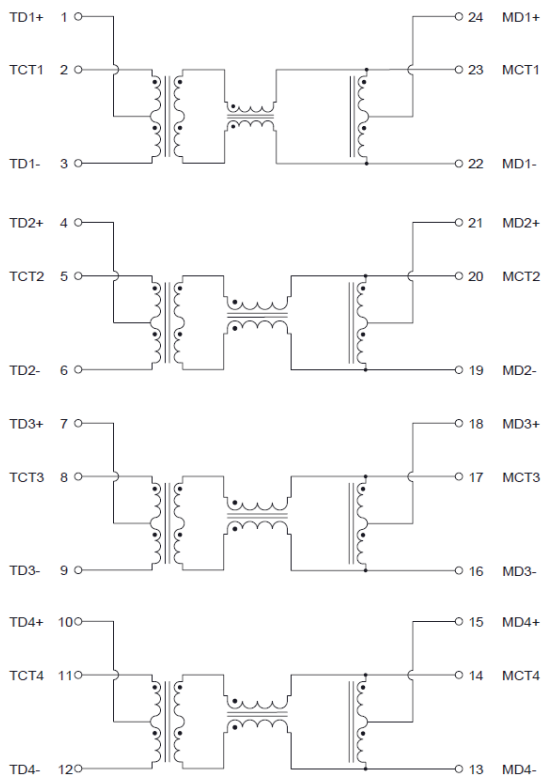 TD1+ 1 24 MD1+
TCT1 2 23 MCT1
TD1- 3 22 MD1-
TD2+ 4 21 MD2+
TCT2 5 20 MCT2
TD2- 6 19 MD2-
TD3+ 7 18 MD3+
TCT3 8 17 MCT3
TD3- 9 16 MD3-
TD4+ 10 15 MD4+
TCT4 11 14 MCT4
TD4- 12 13 MD4-